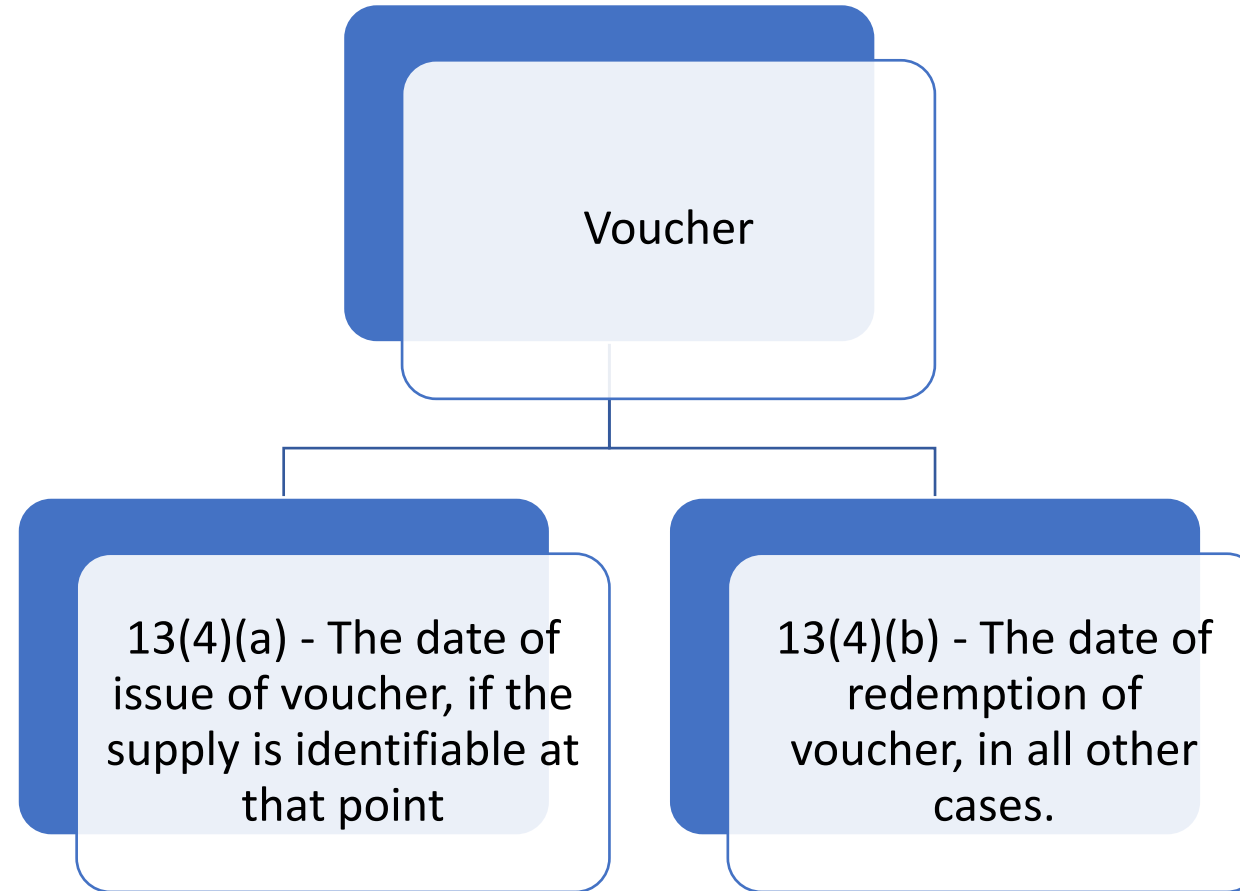 Voucher
13(4)(a) - The date of
issue of voucher, if the
supply is identifiable at
that point
13(4)(b) - The date of
redemption of
voucher, in all other
cases.